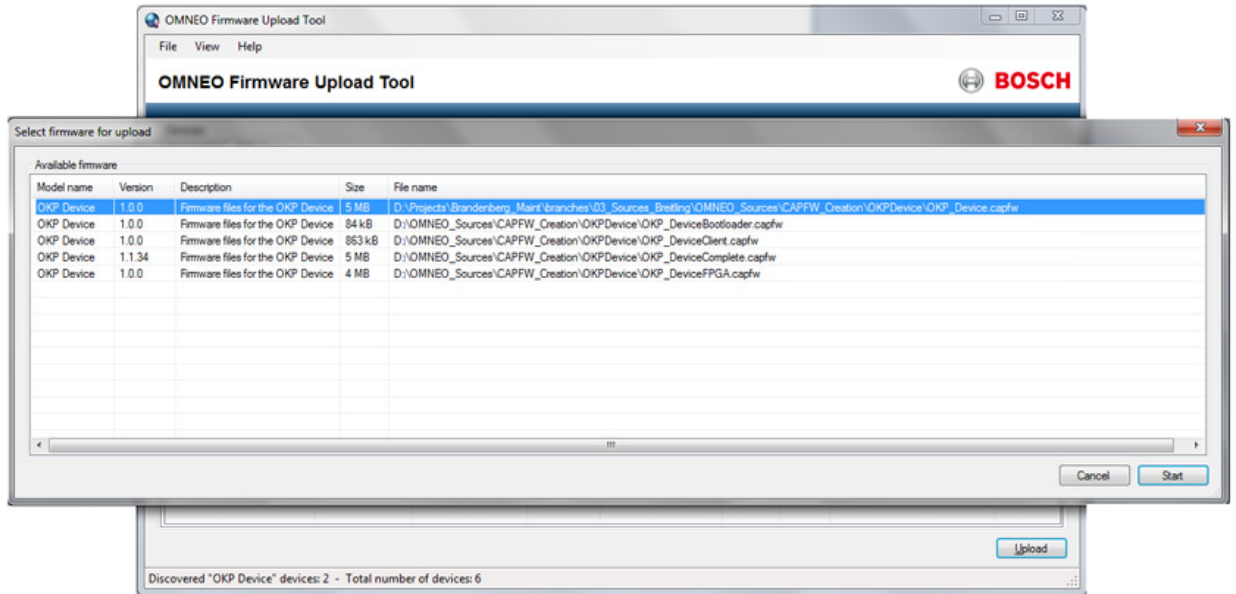 OMNEO Firmware Upload Tool
File View Help
OMNEO Firmware Upload Tool
BOSCH
Select firmware for upload
Available firmware
Model name Version Description Size File name
OKP Device 1.0.0 Firmware files for the OKP Device 5 MB D:\Projects\Brandenberg_Maint\branches\03_Sources_Breitling\OMNEO_Sources\CAPFW_Creation\OKPDevice\OKP_Device.capfw
OKP Device 1.0.0 Firmware files for the OKP Device 84 kB D:\OMNEO_Sources\CAPFW_Creation\OKPDevice\OKP_DeviceBootloader.capfw
OKP Device 1.0.0 Firmware files for the OKP Device 863 kB D:\OMNEO_Sources\CAPFW_Creation\OKPDevice\OKP_DeviceClient.capfw
OKP Device 1.1.34 Firmware files for the OKP Device 5 MB D:\OMNEO_Sources\CAPFW_Creation\OKPDevice\OKP_DeviceComplete.capfw
OKP Device 1.0.0 Firmware files for the OKP Device 4 MB D:\OMNEO_Sources\CAPFW_Creation\OKPDevice\OKP_DeviceFPGA.capfw
Cancel Start
Upload
Discovered "OKP Device" devices: 2 - Total number of devices: 6